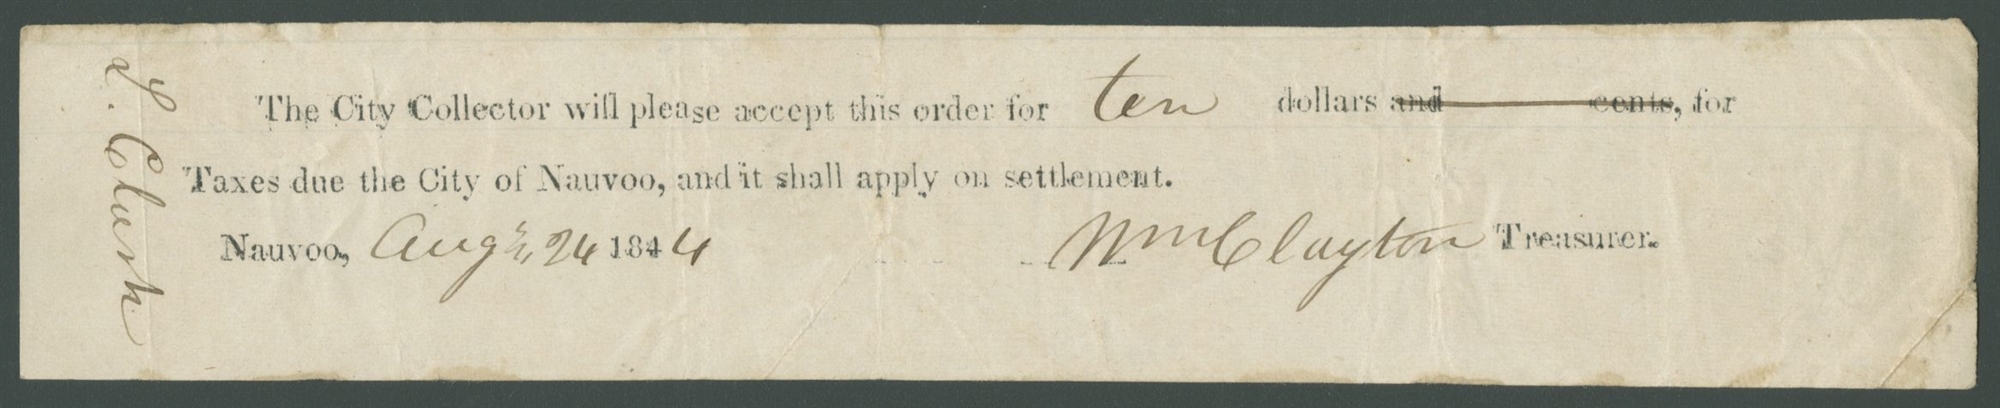 L. Clark
The City Collector will please accept this order for ten dollars and cents, for
Taxes due the City of Nauvoo, and it shall apply on settlement.
Nauvoo, Augt 24 1844 Wm Clayton Treasurer.